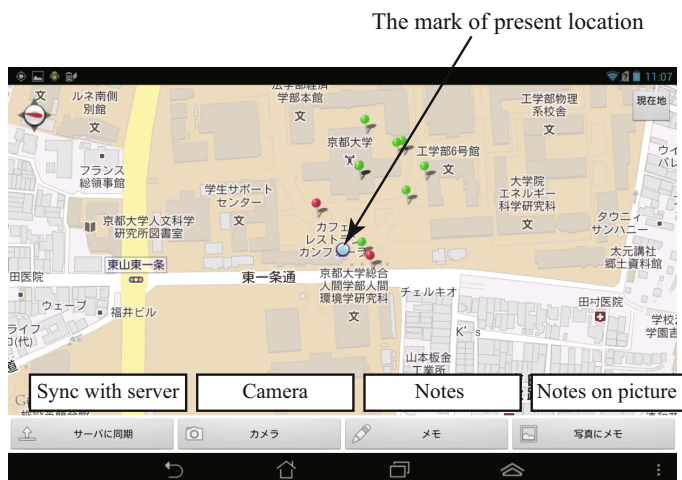 The mark of present location
11:07
文
ルネ南側
別館
文
学部本館
文
工学部物理
系校舎
文
現在地
京都大学
工学部6号館
文
フランス
総領事館
学生サポート
センター
文
大学院
エネルギー
科学研究科
文
京都大学人文科学
研究所図書室
カフェ
レストラン
カンフォーラ
タウニィ
サンハニー
太元講社
郷土資料館
東山東一条
東一条通
京都大学総合
人間学部人間
環境学研究科
文
田医院
チェルキオ
田村医院
ウェーブ
福井ビル
K's
学校
学園
ライフ
(代)
山本板金
工業所
Sync with server
Camera
Notes
Notes on picture
サーバに同期
カメラ
メモ
写真にメモ